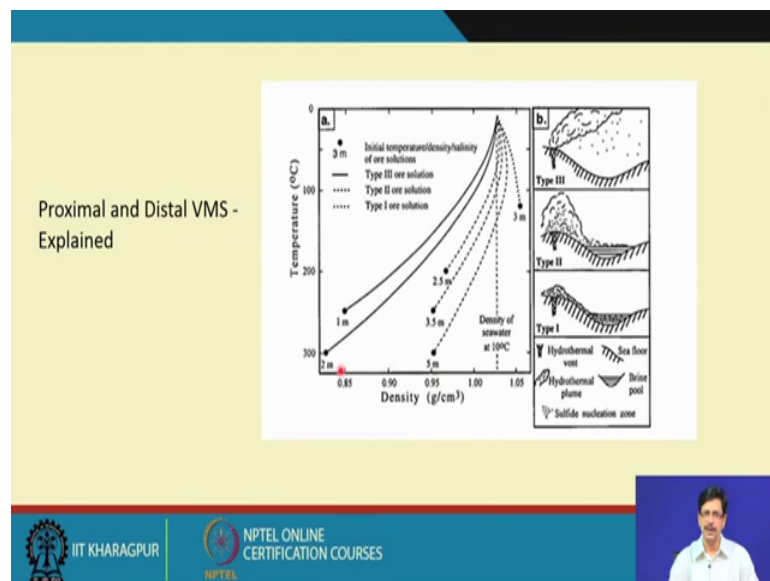 Proximal and Distal VMS -
Explained
a.
3 m
Initial temperature/density/salinity
of ore solutions
Type III ore solution
Type II ore solution
Type I ore solution
Temperature (°C)
0
100
200
300
3 m
2.5 m
1 m
3.5 m
2 m
5 m
Density of
seawater
at 10°C
0.85
0.90
0.95
1.00
1.05
Density (g/cm³)
b.
Type III
Type II
Type I
Hydrothermal
vent
Sea floor
Hydrothermal
plume
Brine
pool
Sulfide nucleation zone
IIT KHARAGPUR
NPTEL
NPTEL ONLINE
CERTIFICATION COURSES